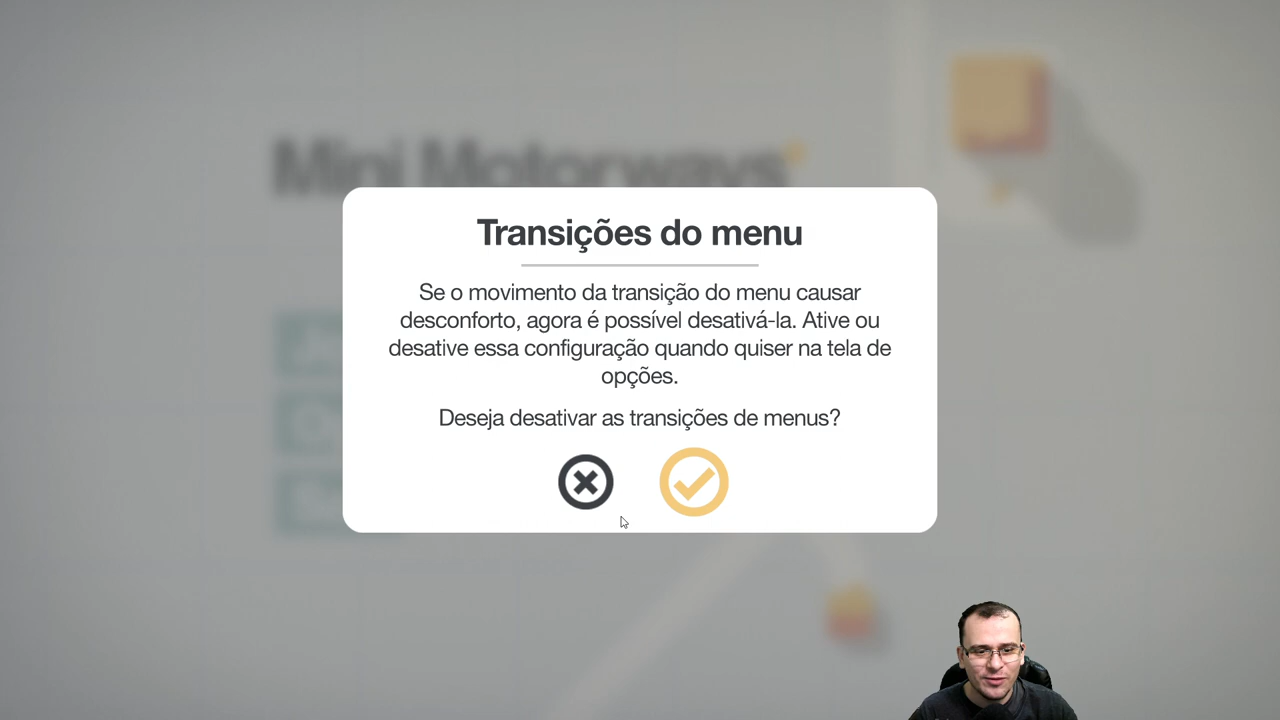 Mini Motorways
Transições do menu
Se o movimento da transição do menu causar
desconforto, agora é possível desativá-la. Ative ou
desative essa configuração quando quiser na tela de
opções.
Deseja desativar as transições de menus?